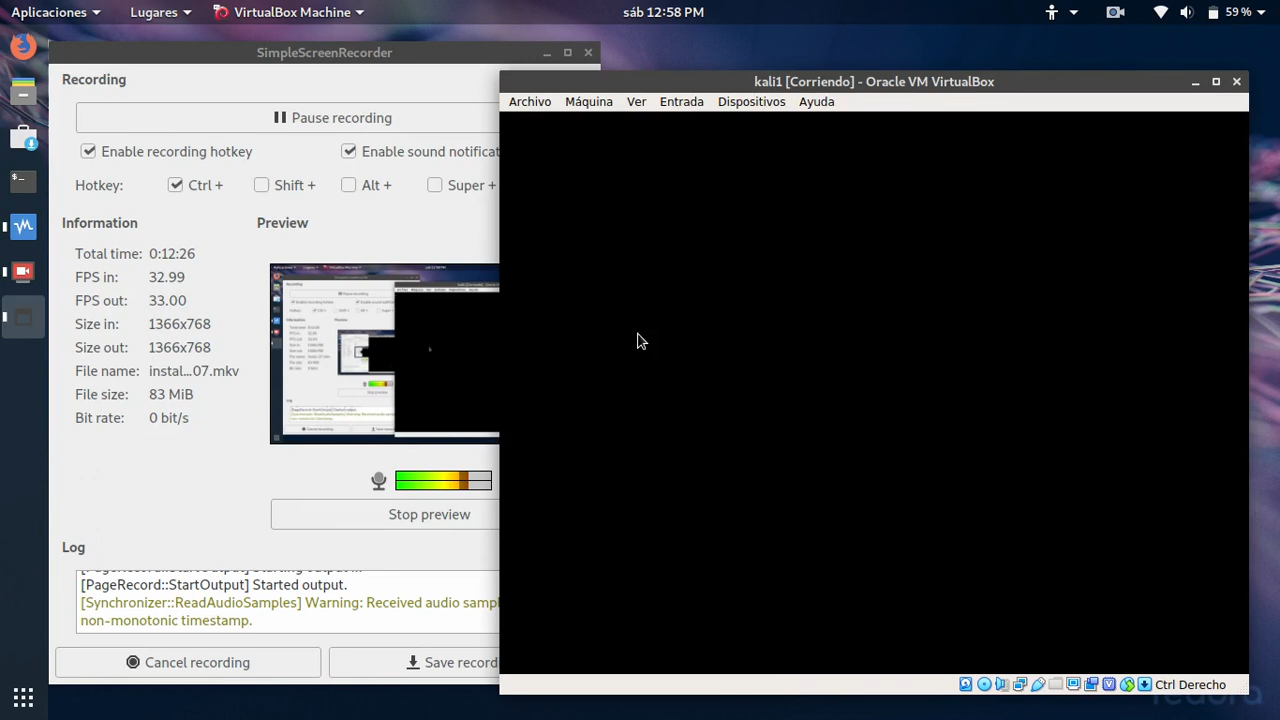 Aplicaciones Lugares VirtualBox Machine sáb 12:58 PM 59 %
SimpleScreenRecorder
Recording
Pause recording
Enable recording hotkey Enable sound notificat
Hotkey: Ctrl + Shift + Alt + Super +
Information Preview
Total time: 0:12:26
FPS in: 32.99
FPS out: 33.00
Size in: 1366x768
Size out: 1366x768
File name: instal...07.mkv
File size: 83 MiB
Bit rate: 0 bit/s
Stop preview
Log
[PageRecord::StartOutput] Starting output ...
[PageRecord::StartOutput] Started output.
[Synchronizer::ReadAudioSamples] Warning: Received audio sampl
non-monotonic timestamp.
Cancel recording Save record
kali1 [Corriendo] - Oracle VM VirtualBox
Archivo Máquina Ver Entrada Dispositivos Ayuda
Ctrl Derecho